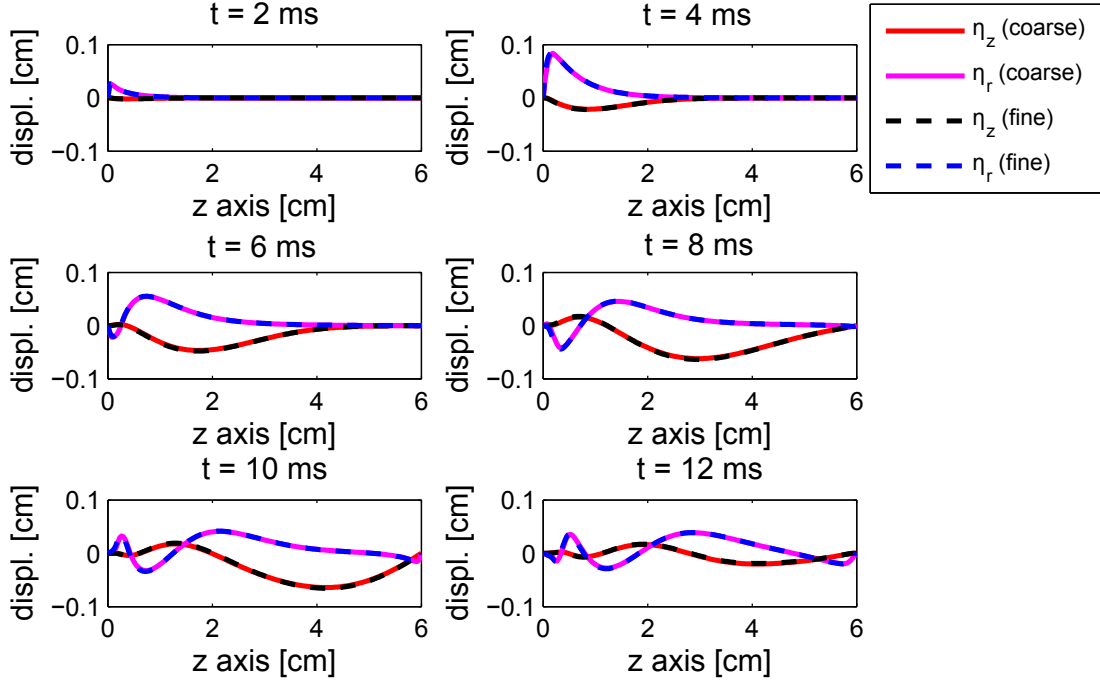 t = 2 ms
displ. [cm]
0.1
0
−0.1
0 2 4 6
z axis [cm]
t = 4 ms
displ. [cm]
0.1
0
−0.1
0 2 4 6
z axis [cm]
η_z (coarse)
η_r (coarse)
η_z (fine)
η_r (fine)
t = 6 ms
displ. [cm]
0.1
0
−0.1
0 2 4 6
z axis [cm]
t = 8 ms
displ. [cm]
0.1
0
−0.1
0 2 4 6
z axis [cm]
t = 10 ms
displ. [cm]
0.1
0
−0.1
0 2 4 6
z axis [cm]
t = 12 ms
displ. [cm]
0.1
0
−0.1
0 2 4 6
z axis [cm]